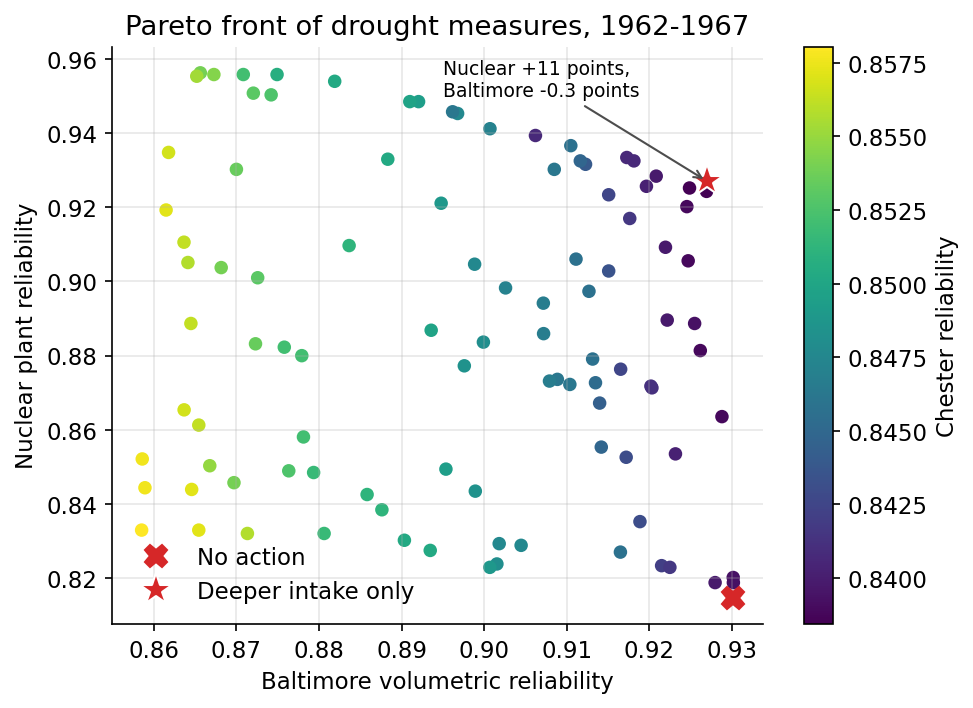 Pareto front of drought measures, 1962-1967
Nuclear +11 points,
Baltimore -0.3 points
Nuclear plant reliability
0.96
0.94
0.92
0.90
0.88
0.86
0.84
0.82
No action
Deeper intake only
0.86 0.87 0.88 0.89 0.90 0.91 0.92 0.93
Baltimore volumetric reliability
0.8575
0.8550
0.8525
0.8500
0.8475
0.8450
0.8425
0.8400
Chester reliability